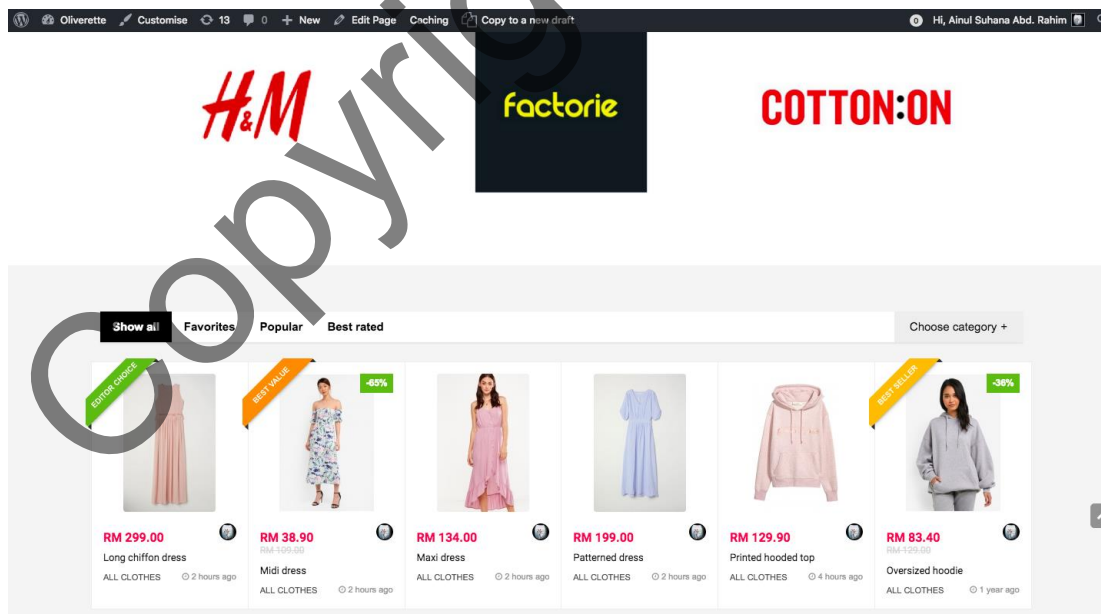 Oliverette Customise 13 0 + New Edit Page Caching Copy to a new draft 0 Hi, Ainul Suhana Abd. Rahim
H&M
factorie
COTTON:ON
Copyrig
Show all Favorites Popular Best rated Choose category +
EDITOR CHOICE
BEST VALUE
-65%
BEST SELLER
-36%
RM 299.00
Long chiffon dress
ALL CLOTHES 2 hours ago
RM 38.90
RM 109.00
Midi dress
ALL CLOTHES 2 hours ago
RM 134.00
Maxi dress
ALL CLOTHES 2 hours ago
RM 199.00
Patterned dress
ALL CLOTHES 2 hours ago
RM 129.90
Printed hooded top
ALL CLOTHES 4 hours ago
RM 83.40
RM 129.00
Oversized hoodie
ALL CLOTHES 1 year ago